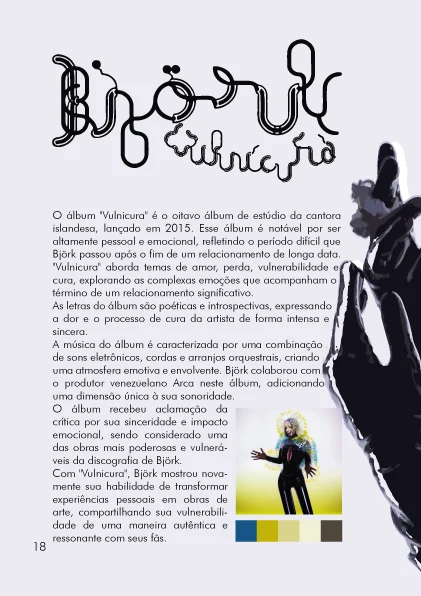 Björk
Vulnicura
O álbum "Vulnicura" é o oitavo álbum de estúdio da cantora
islandesa, lançado em 2015. Esse álbum é notável por ser
altamente pessoal e emocional, refletindo o período difícil que
Björk passou após o fim de um relacionamento de longa data.
"Vulnicura" aborda temas de amor, perda, vulnerabilidade e
cura, explorando as complexas emoções que acompanham o
término de um relacionamento significativo.
As letras do álbum são poéticas e introspectivas, expressando
a dor e o processo de cura da artista de forma intensa e
sincera.
A música do álbum é caracterizada por uma combinação
de sons eletrônicos, cordas e arranjos orquestrais, criando
uma atmosfera emotiva e envolvente. Björk colaborou com
o produtor venezuelano Arca neste álbum, adicionando
uma dimensão única à sua sonoridade.
O álbum recebeu aclamação da
crítica por sua sinceridade e impacto
emocional, sendo considerado uma
das obras mais poderosas e vulnerá-
veis da discografia de Björk.
Com "Vulnicura", Björk mostrou nova-
mente sua habilidade de transformar
experiências pessoais em obras de
arte, compartilhando sua vulnerabili-
dade de uma maneira autêntica e
ressonante com seus fãs.
18